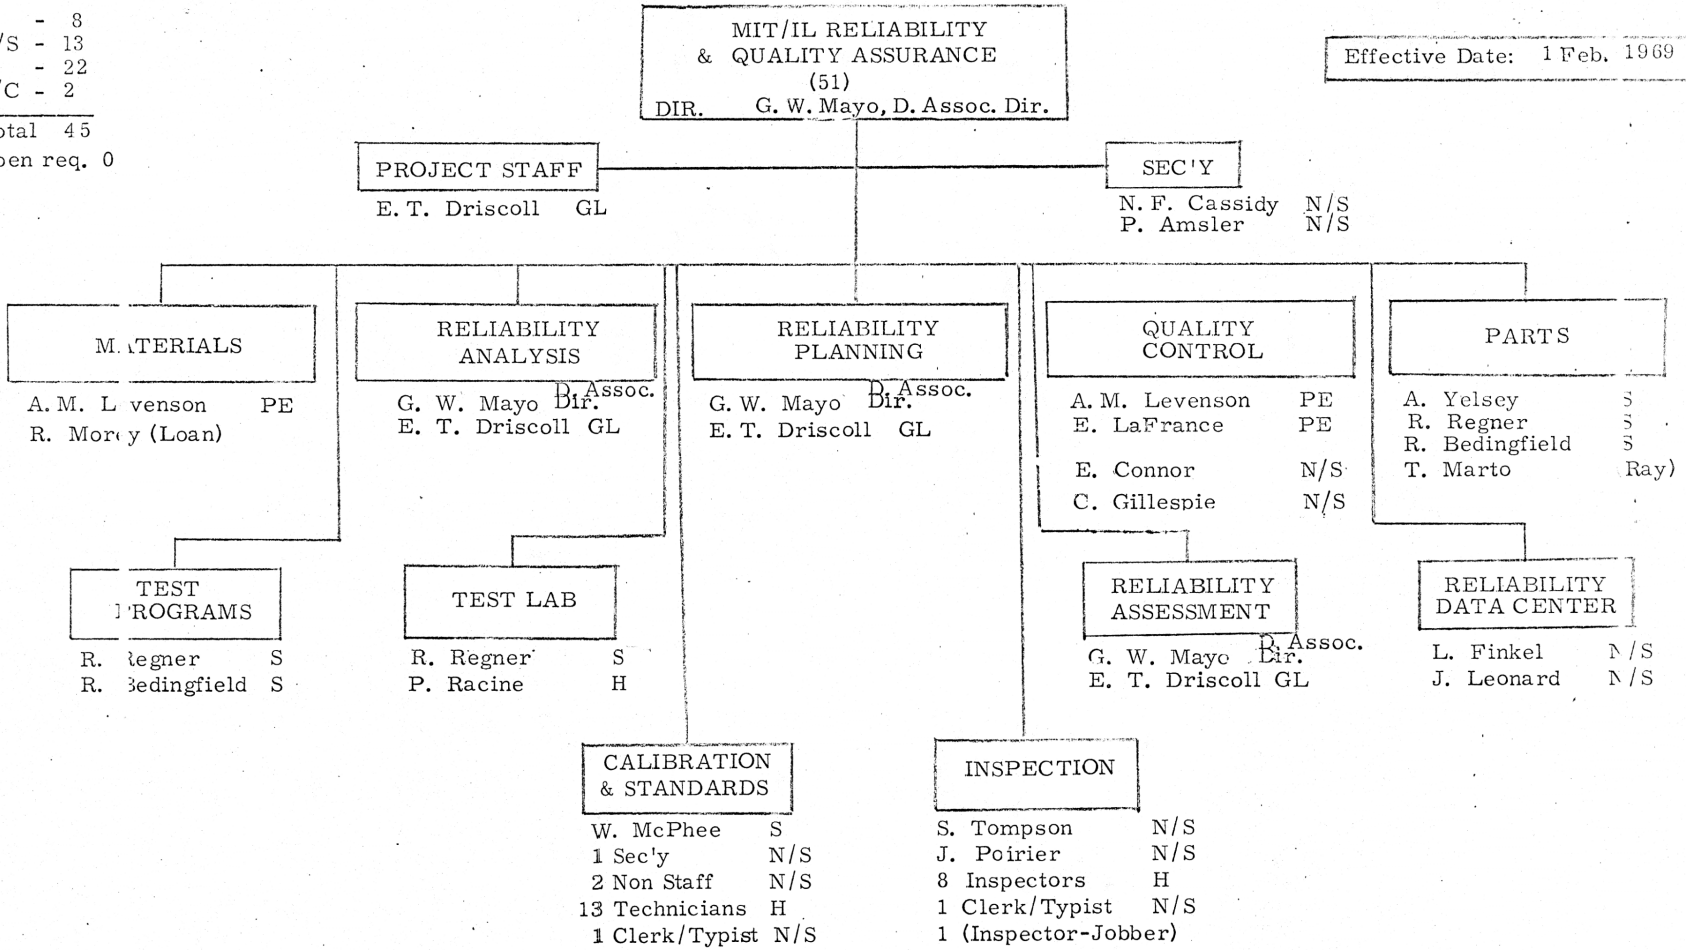 - 8
/S - 13
- 22
/C - 2
otal 45
pen req. 0
MIT/IL RELIABILITY
& QUALITY ASSURANCE
(51)
DIR. G. W. Mayo, D. Assoc. Dir.
Effective Date: 1 Feb. 1969
PROJECT STAFF
E. T. Driscoll GL
SEC'Y
N. F. Cassidy N/S
P. Amsler N/S
M. TERIALS
A. M. L venson PE
R. Mor y (Loan)
RELIABILITY
ANALYSIS
G. W. Mayo D. Assoc. Dir.
E. T. Driscoll GL
RELIABILITY
PLANNING
G. W. Mayo D. Assoc. Dir.
E. T. Driscoll GL
QUALITY
CONTROL
A. M. Levenson PE
E. LaFrance PE
E. Connor N/S
C. Gillespie N/S
PARTS
A. Yelsey S
R. Regner S
R. Bedingfield S
T. Marto Ray)
TEST
PROGRAMS
R. Regner S
R. Bedingfield S
TEST LAB
R. Regner S
P. Racine H
RELIABILITY
ASSESSMENT
G. W. Mayo D. Assoc. Dir.
E. T. Driscoll GL
RELIABILITY
DATA CENTER
L. Finkel N/S
J. Leonard N/S
CALIBRATION
& STANDARDS
W. McPhee S
1 Sec'y N/S
2 Non Staff N/S
13 Technicians H
1 Clerk/Typist N/S
INSPECTION
S. Tompson N/S
J. Poirier N/S
8 Inspectors H
1 Clerk/Typist N/S
1 (Inspector-Jobber)